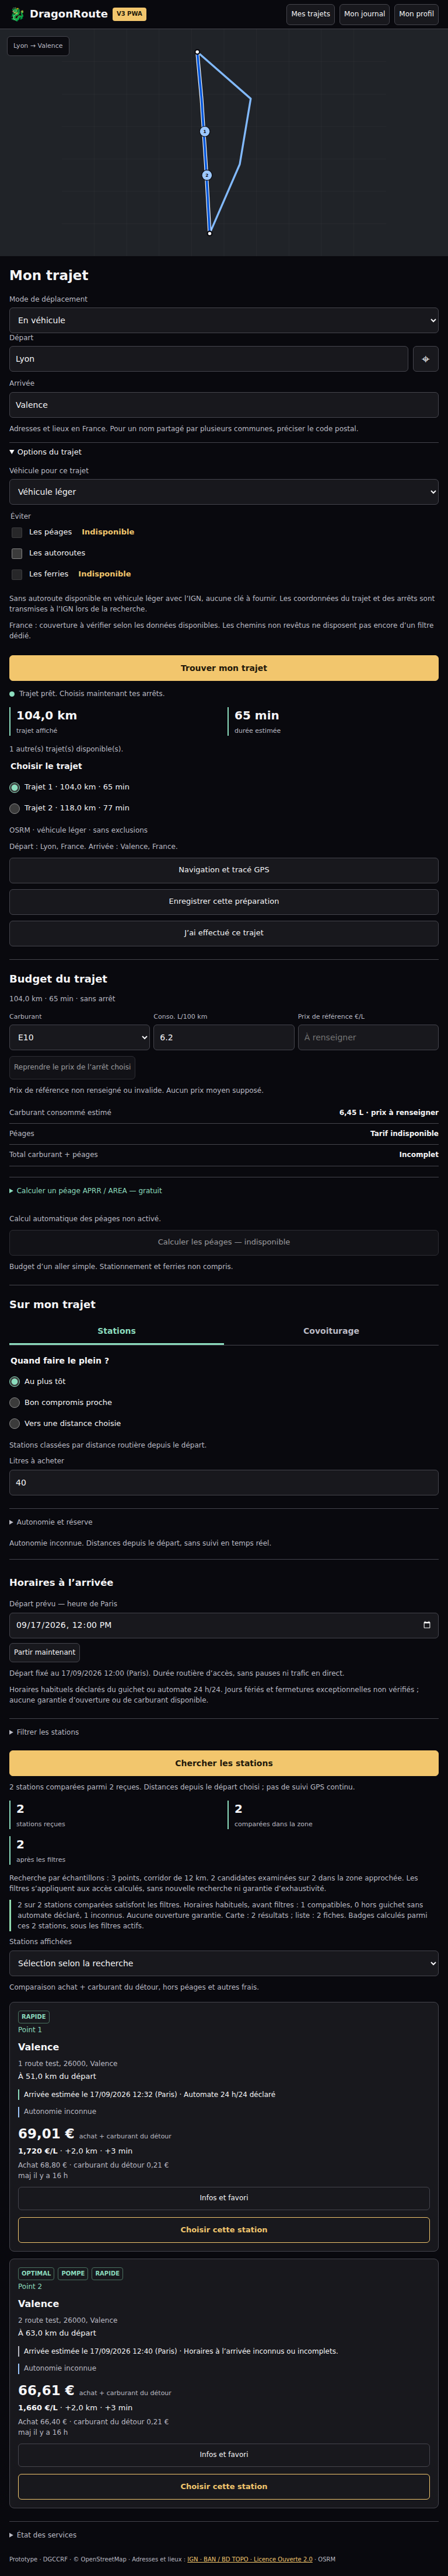 DragonRoute V3 PWA Mes trajets Mon journal Mon profil
Lyon → Valence
1
2
Mon trajet
Mode de déplacement
En véhicule
Départ
Lyon
Arrivée
Valence
Adresses et lieux en France. Pour un nom partagé par plusieurs communes, préciser le code postal.
▼ Options du trajet
Véhicule pour ce trajet
Véhicule léger
Éviter
Les péages Indisponible
Les autoroutes
Les ferries Indisponible
Sans autoroute disponible en véhicule léger avec l’IGN, aucune clé à fournir. Les coordonnées du trajet et des arrêts sont
transmises à l’IGN lors de la recherche.
France : couverture à vérifier selon les données disponibles. Les chemins non revêtus ne disposent pas encore d’un filtre
dédié.
Trouver mon trajet
Trajet prêt. Choisis maintenant tes arrêts.
104,0 km 65 min
trajet affiché durée estimée
1 autre(s) trajet(s) disponible(s).
Choisir le trajet
Trajet 1 · 104,0 km · 65 min
Trajet 2 · 118,0 km · 77 min
OSRM · véhicule léger · sans exclusions
Départ : Lyon, France. Arrivée : Valence, France.
Navigation et tracé GPS
Enregistrer cette préparation
J’ai effectué ce trajet
Budget du trajet
104,0 km · 65 min · sans arrêt
Carburant Conso. L/100 km Prix de référence €/L
E10 6.2 À renseigner
Reprendre le prix de l’arrêt choisi
Prix de référence non renseigné ou invalide. Aucun prix moyen supposé.
Carburant consommé estimé 6,45 L · prix à renseigner
Péages Tarif indisponible
Total carburant + péages Incomplet
▶ Calculer un péage APRR / AREA — gratuit
Calcul automatique des péages non activé.
Calculer les péages — indisponible
Budget d’un aller simple. Stationnement et ferries non compris.
Sur mon trajet
Stations Covoiturage
Quand faire le plein ?
Au plus tôt
Bon compromis proche
Vers une distance choisie
Stations classées par distance routière depuis le départ.
Litres à acheter
40
▶ Autonomie et réserve
Autonomie inconnue. Distances depuis le départ, sans suivi en temps réel.
Horaires à l’arrivée
Départ prévu — heure de Paris
09/17/2026, 12:00 PM
Partir maintenant
Départ fixé au 17/09/2026 12:00 (Paris). Durée routière d’accès, sans pauses ni trafic en direct.
Horaires habituels déclarés du guichet ou automate 24 h/24. Jours fériés et fermetures exceptionnelles non vérifiés ;
aucune garantie d’ouverture ou de carburant disponible.
▶ Filtrer les stations
Chercher les stations
2 stations comparées parmi 2 reçues. Distances depuis le départ choisi ; pas de suivi GPS continu.
2 2
stations reçues comparées dans la zone
2
après les filtres
Recherche par échantillons : 3 points, corridor de 12 km. 2 candidates examinées sur 2 dans la zone approchée. Les
filtres s’appliquent aux accès calculés, sans nouvelle recherche ni garantie d’exhaustivité.
2 sur 2 stations comparées satisfont les filtres. Horaires habituels, avant filtres : 1 compatibles, 0 hors guichet sans
automate déclaré, 1 inconnus. Aucune ouverture garantie. Carte : 2 résultats ; liste : 2 fiches. Badges calculés parmi
ces 2 stations, sous les filtres actifs.
Stations affichées
Sélection selon la recherche
Comparaison achat + carburant du détour, hors péages et autres frais.
RAPIDE
Point 1
Valence
1 route test, 26000, Valence
À 51,0 km du départ
Arrivée estimée le 17/09/2026 12:32 (Paris) · Automate 24 h/24 déclaré
Autonomie inconnue
69,01 € achat + carburant du détour
1,720 €/L · +2,0 km · +3 min
Achat 68,80 € · carburant du détour 0,21 €
maj il y a 16 h
Infos et favori
Choisir cette station
OPTIMAL POMPE RAPIDE
Point 2
Valence
2 route test, 26000, Valence
À 63,0 km du départ
Arrivée estimée le 17/09/2026 12:40 (Paris) · Horaires à l’arrivée inconnus ou incomplets.
Autonomie inconnue
66,61 € achat + carburant du détour
1,660 €/L · +2,0 km · +3 min
Achat 66,40 € · carburant du détour 0,21 €
maj il y a 16 h
Infos et favori
Choisir cette station
▶ État des services
Prototype · DGCCRF · © OpenStreetMap · Adresses et lieux : IGN · BAN / BD TOPO · Licence Ouverte 2.0 · OSRM